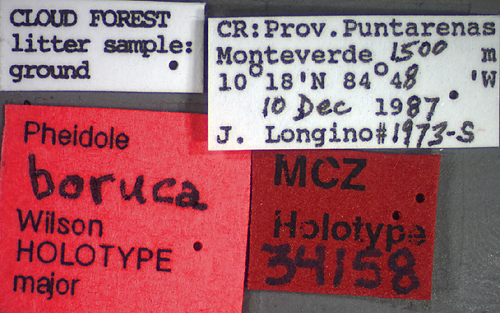 CLOUD FOREST
litter sample:
ground
CR: Prov. Puntarenas
Monteverde 1500 m
10°18'N 84°48'W
10 Dec 1987
J. Longino#1973-S
Pheidole
boruca
Wilson
HOLOTYPE
major
MCZ
Holotype
34158